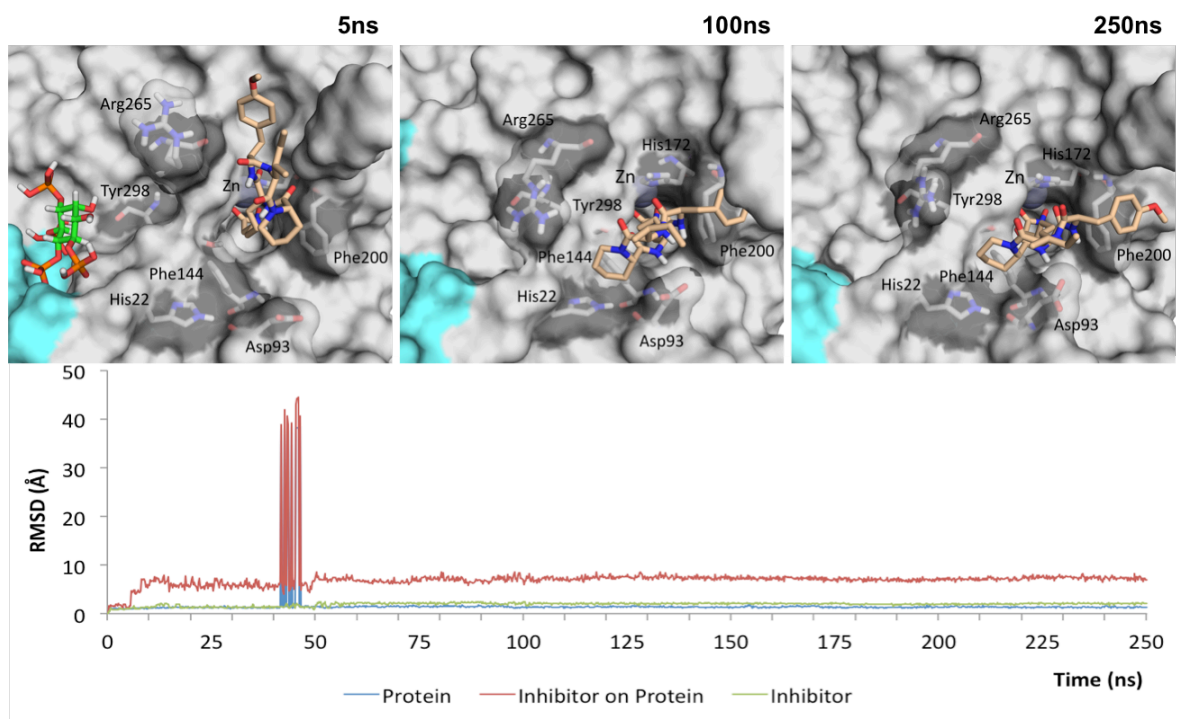 5ns
100ns
250ns
Arg265
Zn
Tyr298
Phe144
Phe200
His22
Asp93
Arg265
His172
Zn
Tyr298
Phe144
Phe200
His22
Asp93
Arg265
His172
Zn
Tyr298
Phe144
Phe200
His22
Asp93
RMSD (Å)
50
40
30
20
10
0
0 25 50 75 100 125 150 175 200 225 250
Time (ns)
Protein Inhibitor on Protein Inhibitor